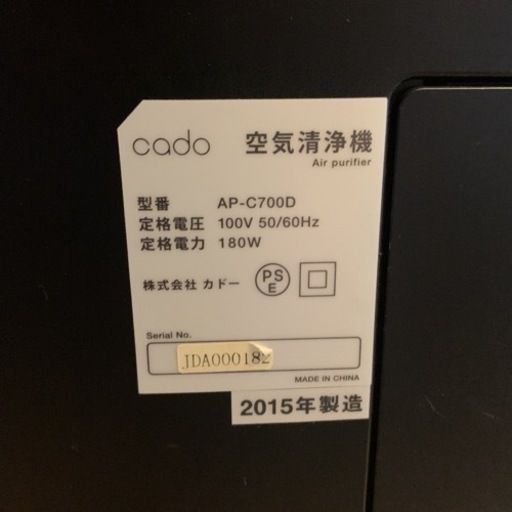 cado 空気清浄機
Air purifier
型番 AP-C700D
定格電圧 100V 50/60Hz
定格電力 180W
株式会社 カドー PSE
Serial No.
JDA000182
MADE IN CHINA
2015年製造